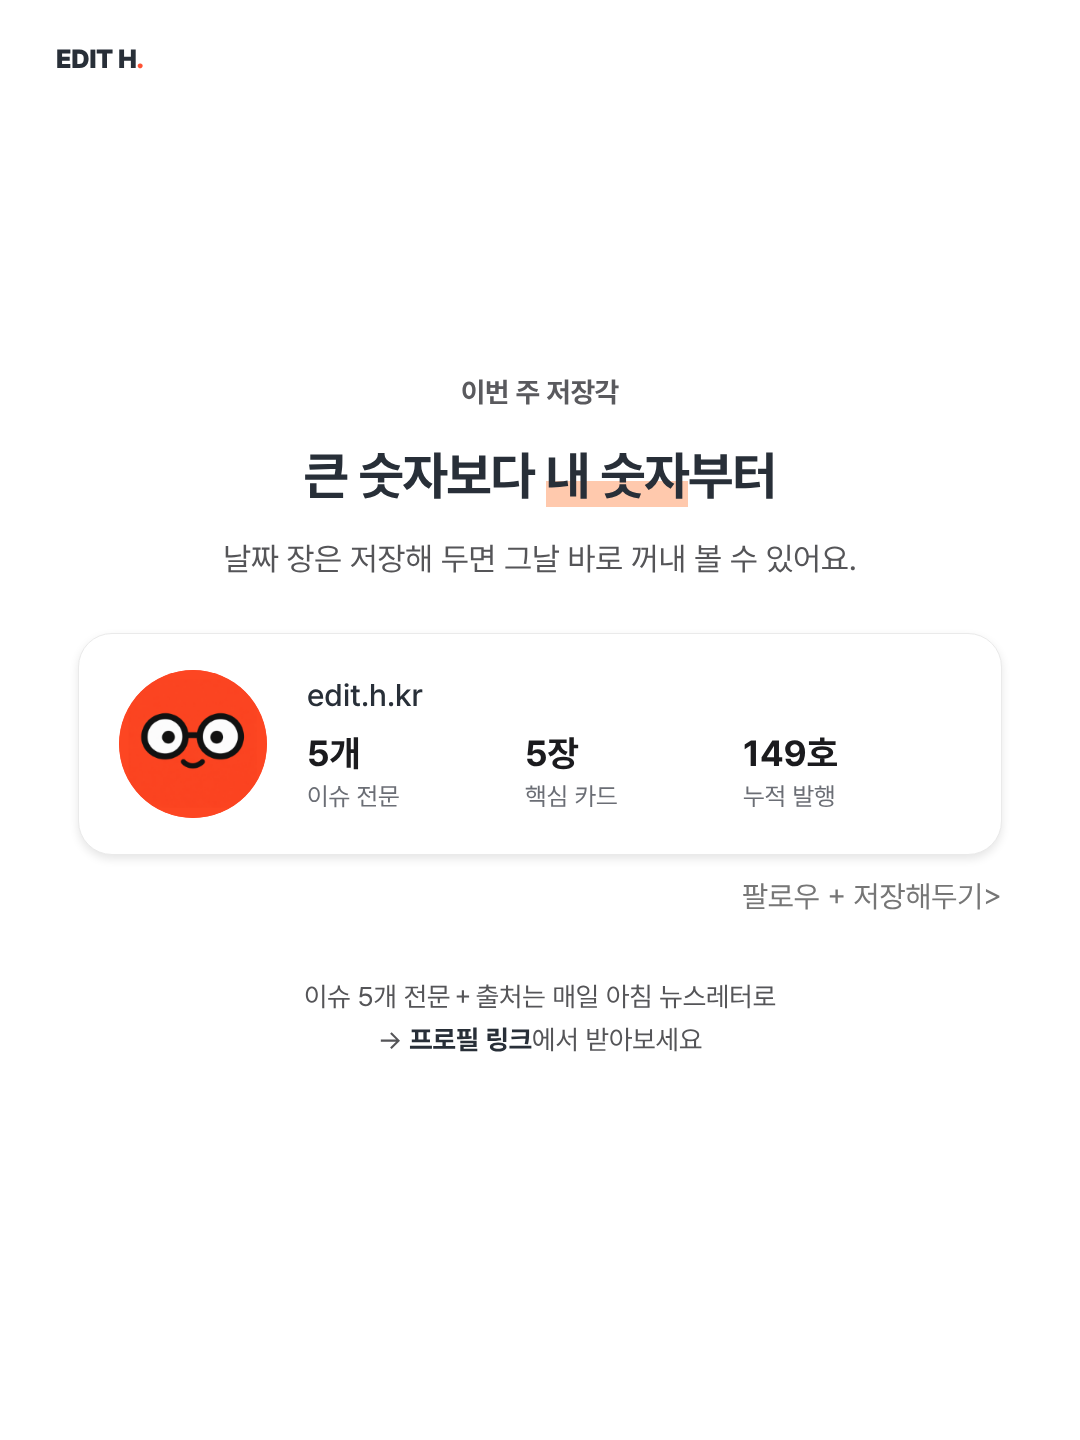 EDIT H.
이번 주 저장각
큰 숫자보다 내 숫자부터
날짜 장은 저장해 두면 그날 바로 꺼내 볼 수 있어요.
edit.h.kr
5개 5장 149호
이슈 전문 핵심 카드 누적 발행
팔로우 + 저장해두기>
이슈 5개 전문 + 출처는 매일 아침 뉴스레터로
→ 프로필 링크에서 받아보세요